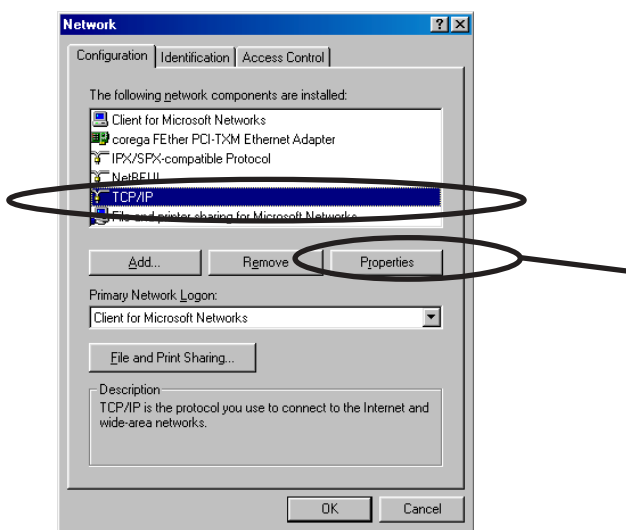 Network
Configuration Identification Access Control
The following network components are installed:
Client for Microsoft Networks
corega FEther PCI-TXM Ethernet Adapter
IPX/SPX-compatible Protocol
NetBEUI
TCP/IP
File and printer sharing for Microsoft Networks
Add... Remove Properties
Primary Network Logon:
Client for Microsoft Networks
File and Print Sharing...
Description
TCP/IP is the protocol you use to connect to the Internet and
wide-area networks.
OK Cancel